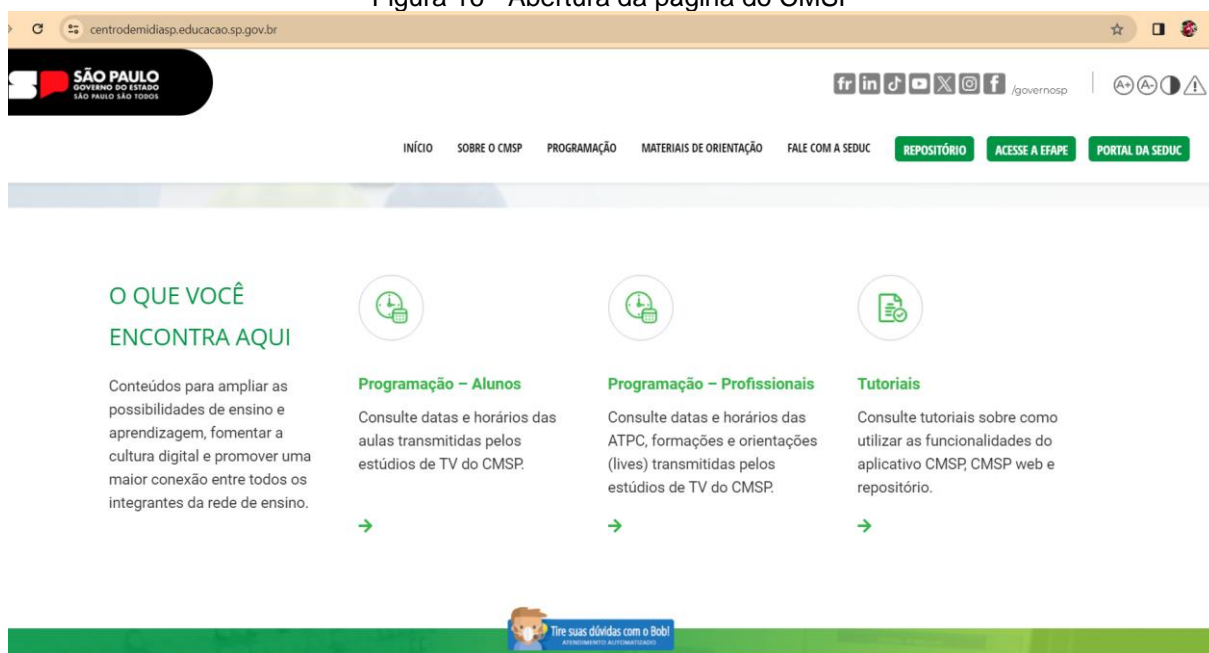 Figura 16 - Abertura da página do CMSP
centrodemidiasp.educacao.sp.gov.br
SÃO PAULO
GOVERNO DO ESTADO
SÃO PAULO SÃO TODOS
fr in f /governosp
A+ A-
INÍCIO SOBRE O CMSP PROGRAMAÇÃO MATERIAIS DE ORIENTAÇÃO FALE COM A SEDUC REPOSITÓRIO ACESSE A EFAPE PORTAL DA SEDUC
O QUE VOCÊ
ENCONTRA AQUI
Conteúdos para ampliar as
possibilidades de ensino e
aprendizagem, fomentar a
cultura digital e promover uma
maior conexão entre todos os
integrantes da rede de ensino.
Programação – Alunos
Consulte datas e horários das
aulas transmitidas pelos
estúdios de TV do CMSP.
Programação – Profissionais
Consulte datas e horários das
ATPC, formações e orientações
(lives) transmitidas pelos
estúdios de TV do CMSP.
Tutoriais
Consulte tutoriais sobre como
utilizar as funcionalidades do
aplicativo CMSP, CMSP web e
repositório.
Tire suas dúvidas com o Bob!
ATENDIMENTO AUTOMATIZADO